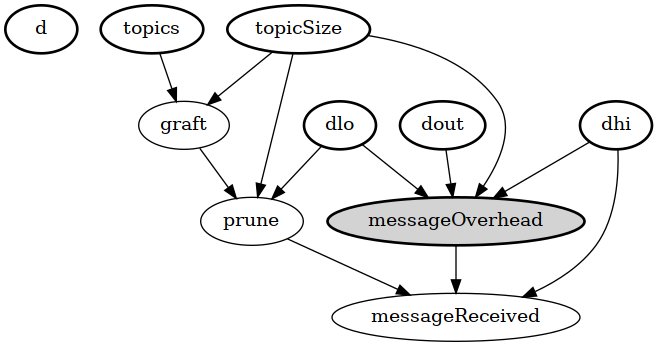 d
topics
topicSize
graft
dlo
dout
dhi
prune
messageOverhead
messageReceived